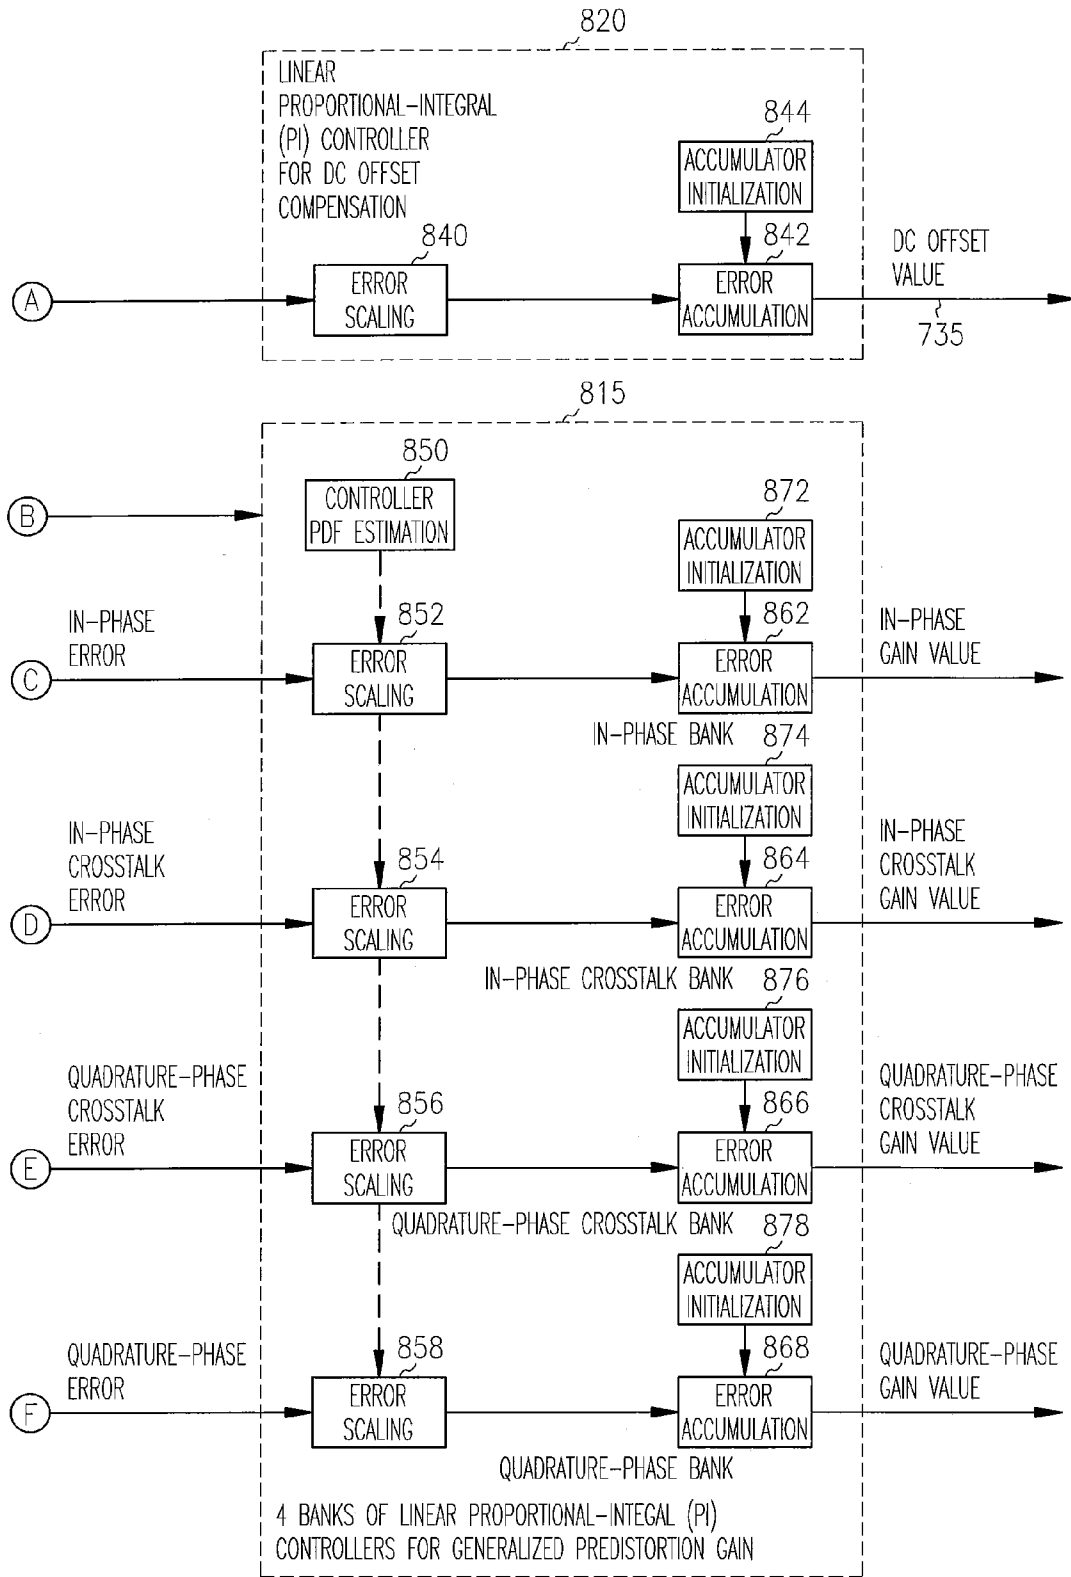 820
LINEAR
PROPORTIONAL-INTEGRAL
(PI) CONTROLLER
FOR DC OFFSET
COMPENSATION
844
ACCUMULATOR
INITIALIZATION
840
842
DC OFFSET
VALUE
A
ERROR
SCALING
ERROR
ACCUMULATION
735
815
850
CONTROLLER
PDF ESTIMATION
B
872
ACCUMULATOR
INITIALIZATION
IN-PHASE
ERROR
852
862
IN-PHASE
GAIN VALUE
C
ERROR
SCALING
ERROR
ACCUMULATION
IN-PHASE BANK
874
ACCUMULATOR
INITIALIZATION
IN-PHASE
CROSSTALK
ERROR
854
864
IN-PHASE
CROSSTALK
GAIN VALUE
D
ERROR
SCALING
ERROR
ACCUMULATION
IN-PHASE CROSSTALK BANK
876
ACCUMULATOR
INITIALIZATION
QUADRATURE-PHASE
CROSSTALK
ERROR
856
866
QUADRATURE-PHASE
CROSSTALK
GAIN VALUE
E
ERROR
SCALING
ERROR
ACCUMULATION
QUADRATURE-PHASE CROSSTALK BANK
878
ACCUMULATOR
INITIALIZATION
QUADRATURE-PHASE
ERROR
858
868
QUADRATURE-PHASE
GAIN VALUE
F
ERROR
SCALING
ERROR
ACCUMULATION
QUADRATURE-PHASE BANK
4 BANKS OF LINEAR PROPORTIONAL-INTEGAL (PI)
CONTROLLERS FOR GENERALIZED PREDISTORTION GAIN